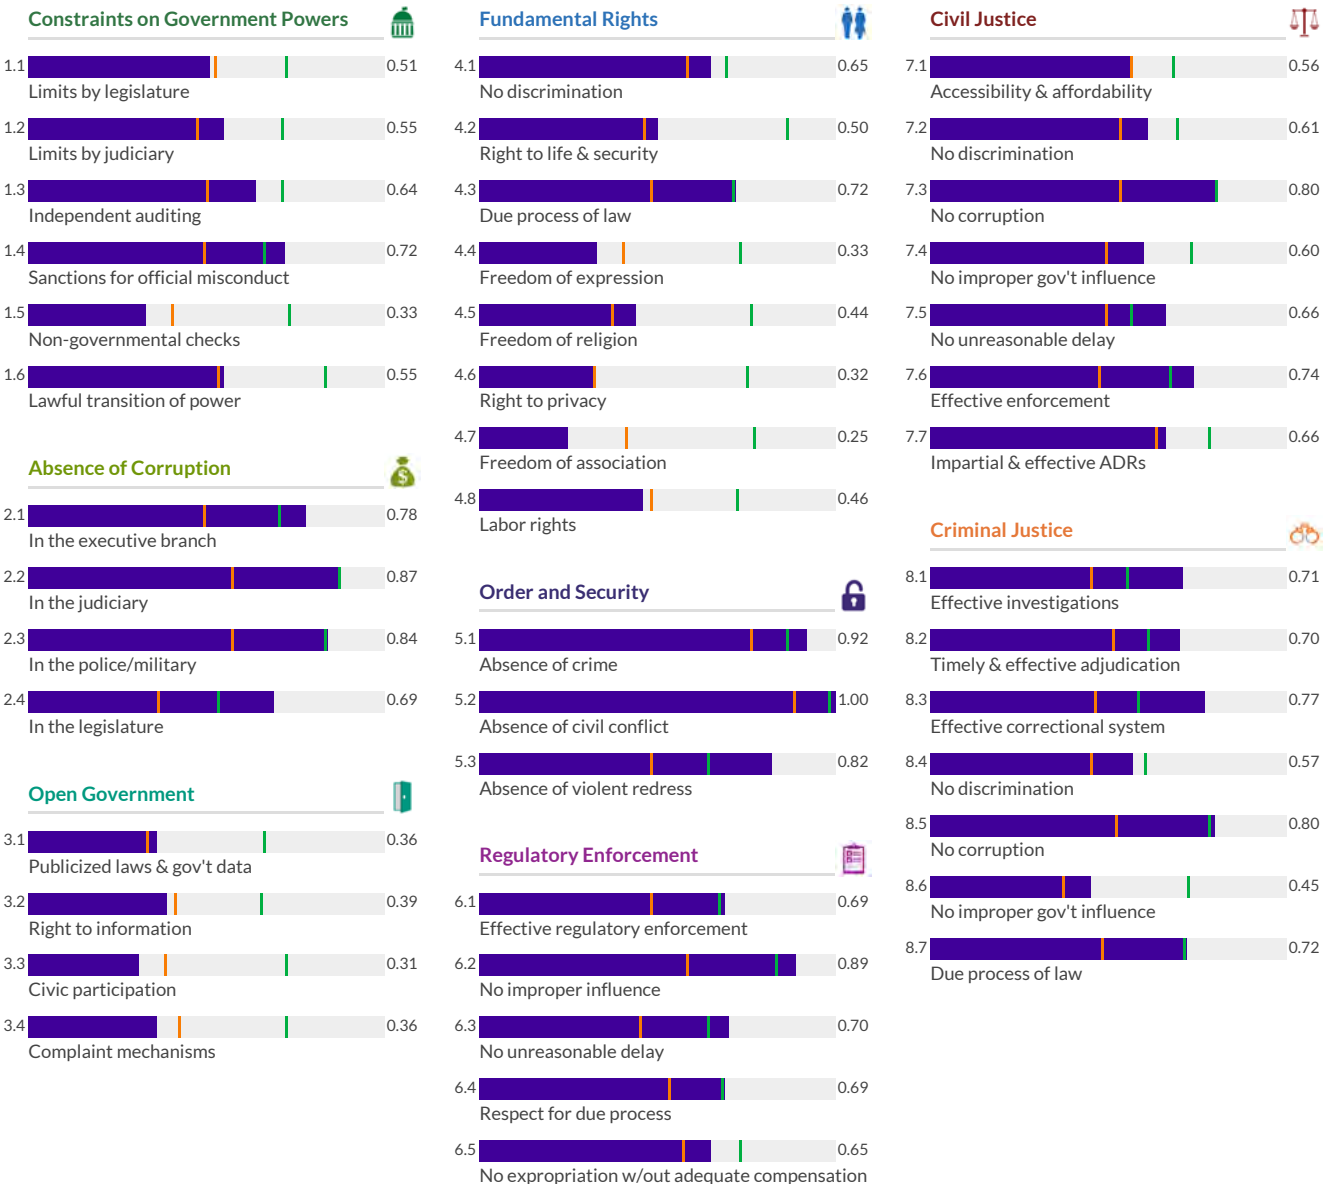 Constraints on Government Powers
1.1 0.51
Limits by legislature
1.2 0.55
Limits by judiciary
1.3 0.64
Independent auditing
1.4 0.72
Sanctions for official misconduct
1.5 0.33
Non-governmental checks
1.6 0.55
Lawful transition of power
Absence of Corruption
$
2.1 0.78
In the executive branch
2.2 0.87
In the judiciary
2.3 0.84
In the police/military
2.4 0.69
In the legislature
Open Government
3.1 0.36
Publicized laws & gov't data
3.2 0.39
Right to information
3.3 0.31
Civic participation
3.4 0.36
Complaint mechanisms
Fundamental Rights
4.1 0.65
No discrimination
4.2 0.50
Right to life & security
4.3 0.72
Due process of law
4.4 0.33
Freedom of expression
4.5 0.44
Freedom of religion
4.6 0.32
Right to privacy
4.7 0.25
Freedom of association
4.8 0.46
Labor rights
Order and Security
5.1 0.92
Absence of crime
5.2 1.00
Absence of civil conflict
5.3 0.82
Absence of violent redress
Regulatory Enforcement
6.1 0.69
Effective regulatory enforcement
6.2 0.89
No improper influence
6.3 0.70
No unreasonable delay
6.4 0.69
Respect for due process
6.5 0.65
No expropriation w/out adequate compensation
Civil Justice
7.1 0.56
Accessibility & affordability
7.2 0.61
No discrimination
7.3 0.80
No corruption
7.4 0.60
No improper gov't influence
7.5 0.66
No unreasonable delay
7.6 0.74
Effective enforcement
7.7 0.66
Impartial & effective ADRs
Criminal Justice
8.1 0.71
Effective investigations
8.2 0.70
Timely & effective adjudication
8.3 0.77
Effective correctional system
8.4 0.57
No discrimination
8.5 0.80
No corruption
8.6 0.45
No improper gov't influence
8.7 0.72
Due process of law